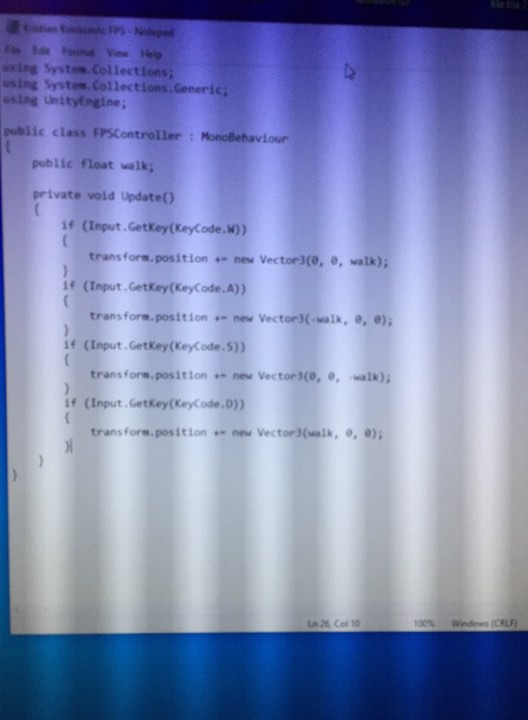 Kristian Kovacevic FPS - Notepad
File Edit Format View Help
using System.Collections;
using System.Collections.Generic;
using UnityEngine;
public class FPSController : MonoBehaviour
{
public float walk;
private void Update()
{
if (Input.GetKey(KeyCode.W))
{
transform.position += new Vector3(0, 0, walk);
}
if (Input.GetKey(KeyCode.A))
{
transform.position += new Vector3(-walk, 0, 0);
}
if (Input.GetKey(KeyCode.S))
{
transform.position += new Vector3(0, 0, -walk);
}
if (Input.GetKey(KeyCode.D))
{
transform.position += new Vector3(walk, 0, 0);
}
}
}
Ln 26, Col 10 100% Windows (CRLF)